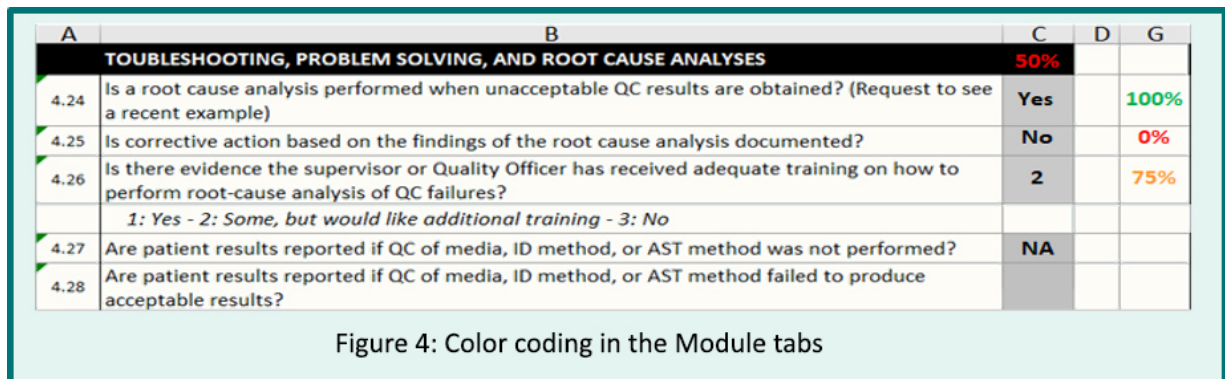 A B C D G
TOUBLESHOOTING, PROBLEM SOLVING, AND ROOT CAUSE ANALYSES 50%
4.24 Is a root cause analysis performed when unacceptable QC results are obtained? (Request to see Yes 100%
a recent example)
4.25 Is corrective action based on the findings of the root cause analysis documented? No 0%
4.26 Is there evidence the supervisor or Quality Officer has received adequate training on how to 2 75%
perform root-cause analysis of QC failures?
1: Yes - 2: Some, but would like additional training - 3: No
4.27 Are patient results reported if QC of media, ID method, or AST method was not performed? NA
4.28 Are patient results reported if QC of media, ID method, or AST method failed to produce
acceptable results?
Figure 4: Color coding in the Module tabs